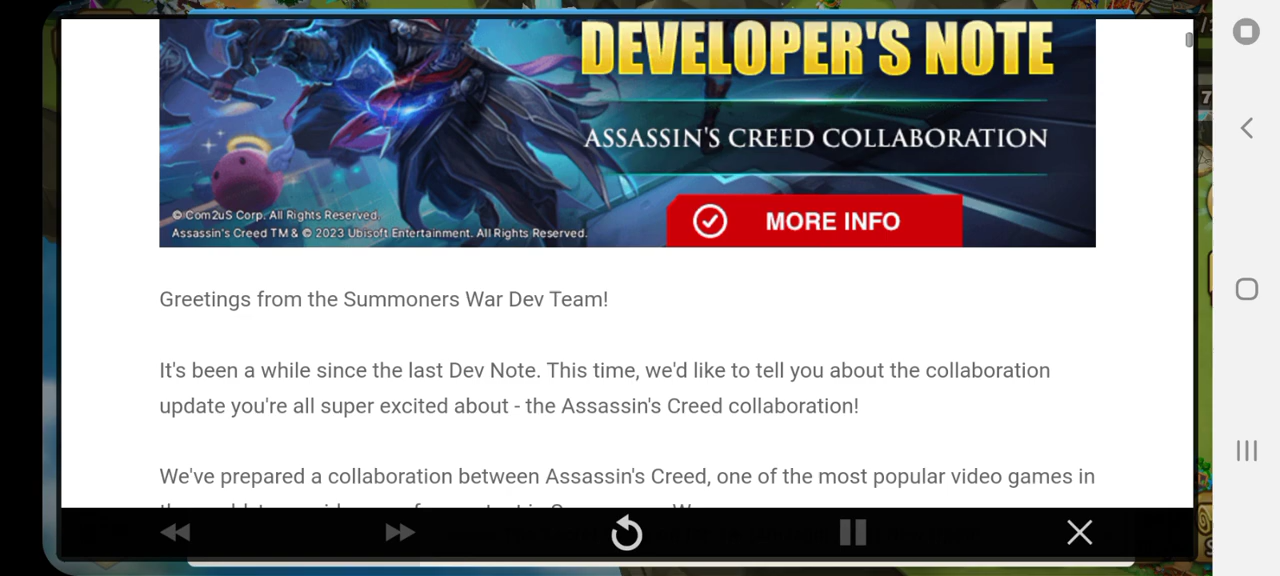 DEVELOPER'S NOTE
ASSASSIN'S CREED COLLABORATION
© Com2uS Corp. All Rights Reserved.
Assassin's Creed TM & © 2023 Ubisoft Entertainment. All Rights Reserved.
MORE INFO
Greetings from the Summoners War Dev Team!
It's been a while since the last Dev Note. This time, we'd like to tell you about the collaboration
update you're all super excited about - the Assassin's Creed collaboration!
We've prepared a collaboration between Assassin's Creed, one of the most popular video games in